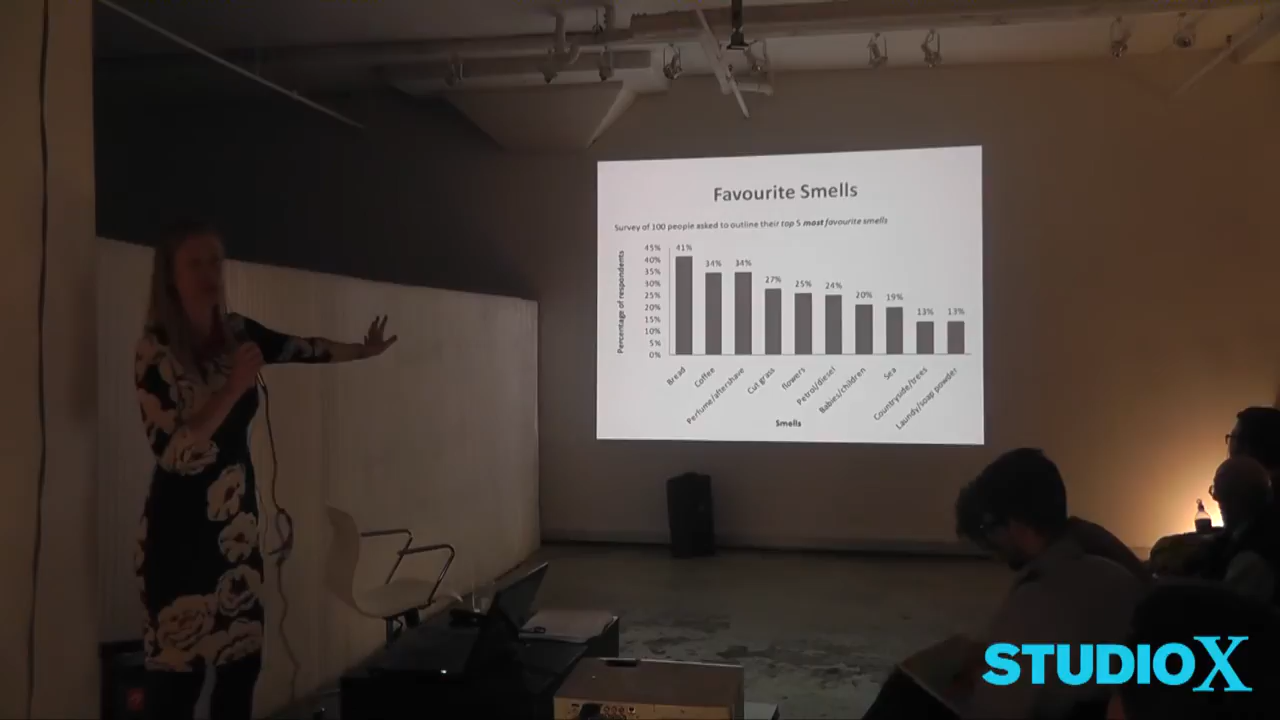 Favourite Smells
Survey of 100 people asked to outline their top 5 most favourite smells
Percentage of respondents
45%
40%
35%
30%
25%
20%
15%
10%
5%
0%
41%
34%
34%
27%
25%
24%
20%
19%
13%
13%
Bread
Coffee
Perfume/aftershave
Cut grass
flowers
Petrol/diesel
Babies/children
Sea
Countryside/trees
Laundy/soap powder
Smells
STUDIOX